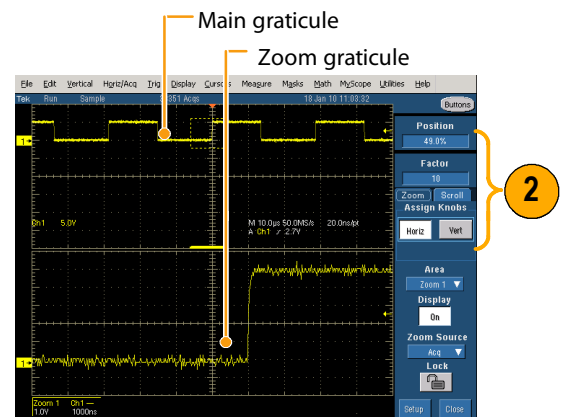 Main graticule
Zoom graticule
File Edit Vertical Horiz/Acq Trig Display Cursors Measure Masks Math MyScope Utilities Help
Tek Run Sample 351 Acqs 18 Jan 10 11:03:32
Buttons
Position
49.0%
Factor
10
Zoom Scroll
Assign Knobs
Horiz Vert
2
1
Ch1 5.0V M 10.0µs 50.0MS/s 20.0ns/pt
A Ch1 / 2.7V
Area
Zoom 1
Display
On
Zoom Source
Acq
Lock
1
Zoom 1 Ch1
1.0V 1000ns
Setup Close